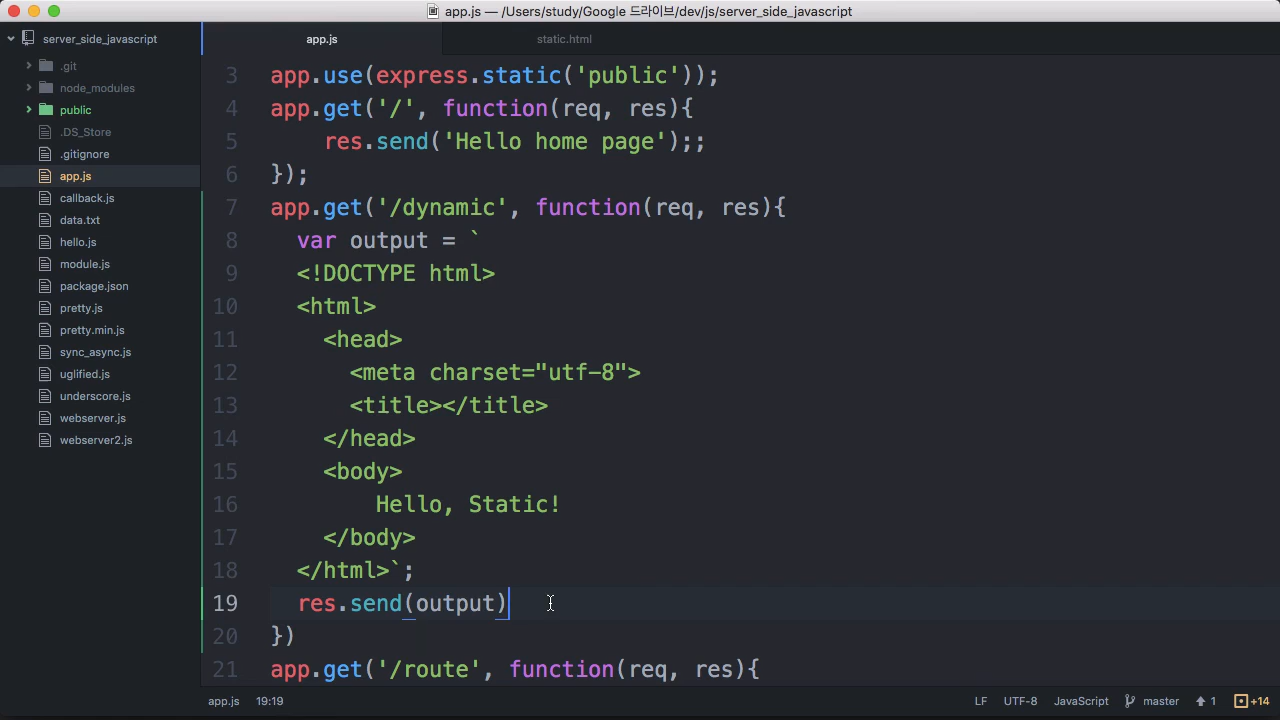 app.js — /Users/study/Google 드라이브/dev/js/server_side_javascript
server_side_javascript
.git
node_modules
public
.DS_Store
.gitignore
app.js
callback.js
data.txt
hello.js
module.js
package.json
pretty.js
pretty.min.js
sync_async.js
uglified.js
underscore.js
webserver.js
webserver2.js
app.js static.html
3 app.use(express.static('public'));
4 app.get('/', function(req, res){
5 res.send('Hello home page');;
6 });
7 app.get('/dynamic', function(req, res){
8 var output = `
9 <!DOCTYPE html>
10 <html>
11 <head>
12 <meta charset="utf-8">
13 <title></title>
14 </head>
15 <body>
16 Hello, Static!
17 </body>
18 </html>`;
19 res.send(output)
20 })
21 app.get('/route', function(req, res){
app.js 19:19 LF UTF-8 JavaScript master 1 +14